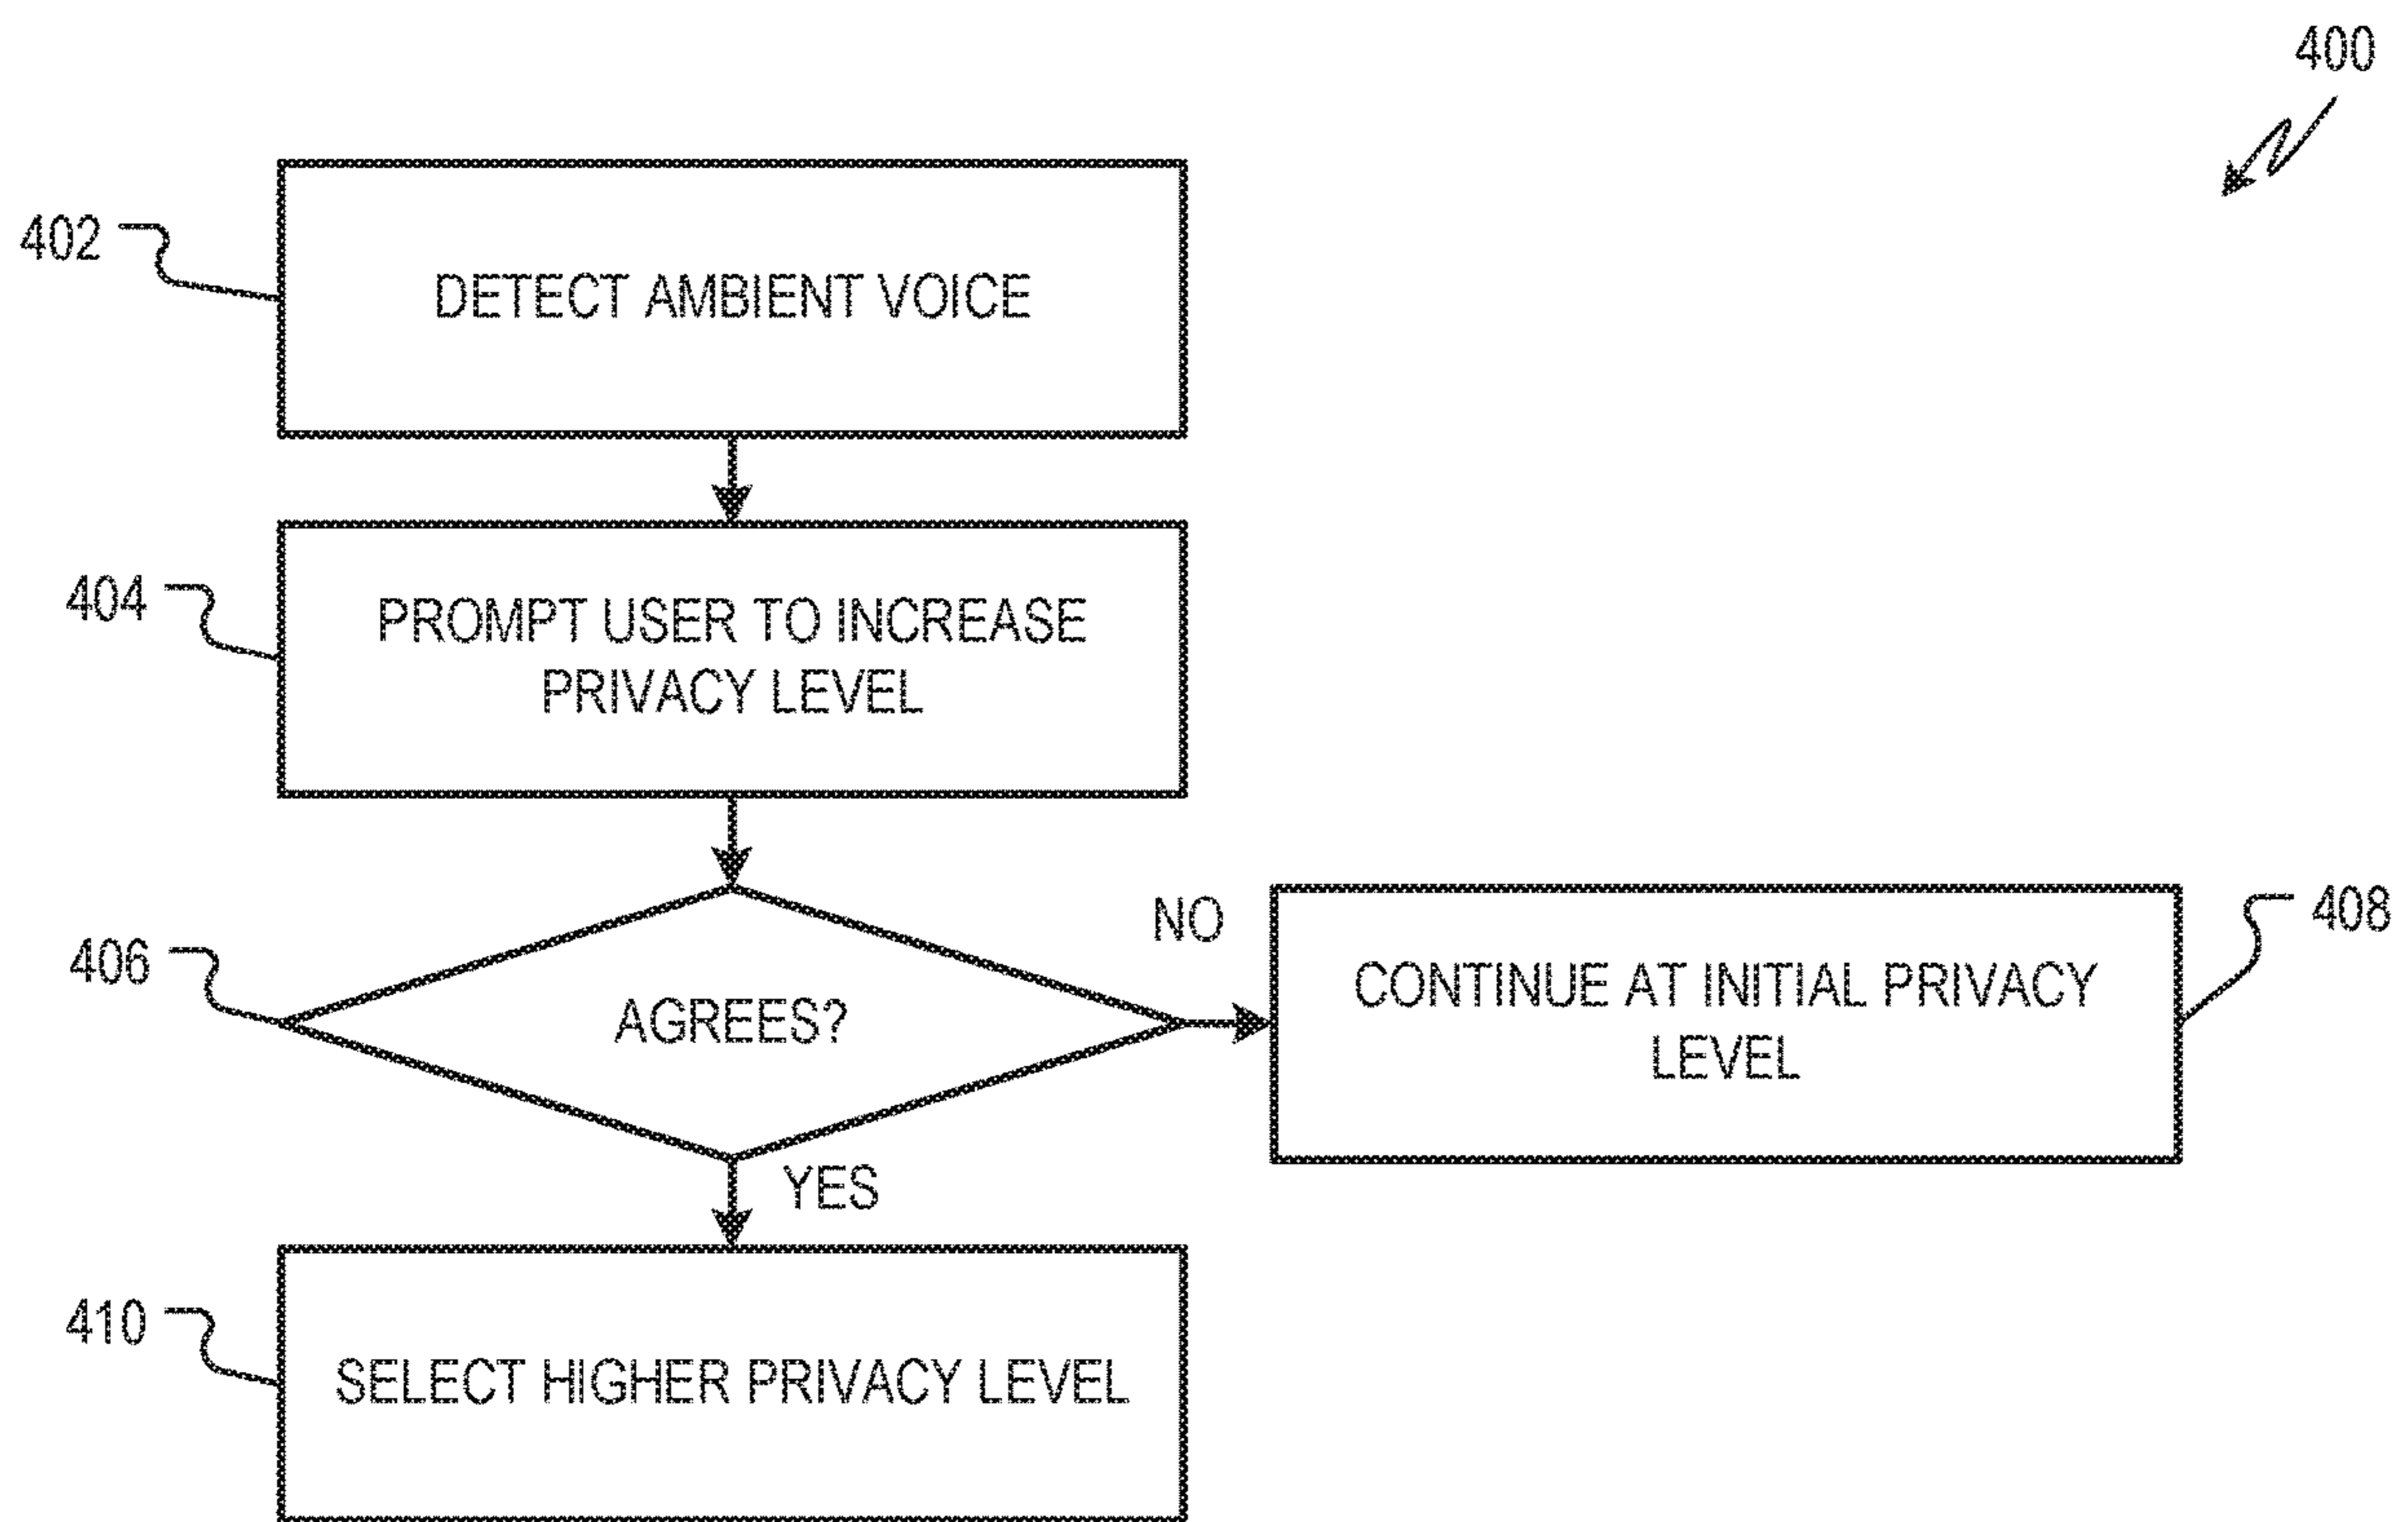 400
402
DETECT AMBIENT VOICE
404
PROMPT USER TO INCREASE
PRIVACY LEVEL
406
AGREES?
NO
CONTINUE AT INITIAL PRIVACY
LEVEL
408
YES
410
SELECT HIGHER PRIVACY LEVEL